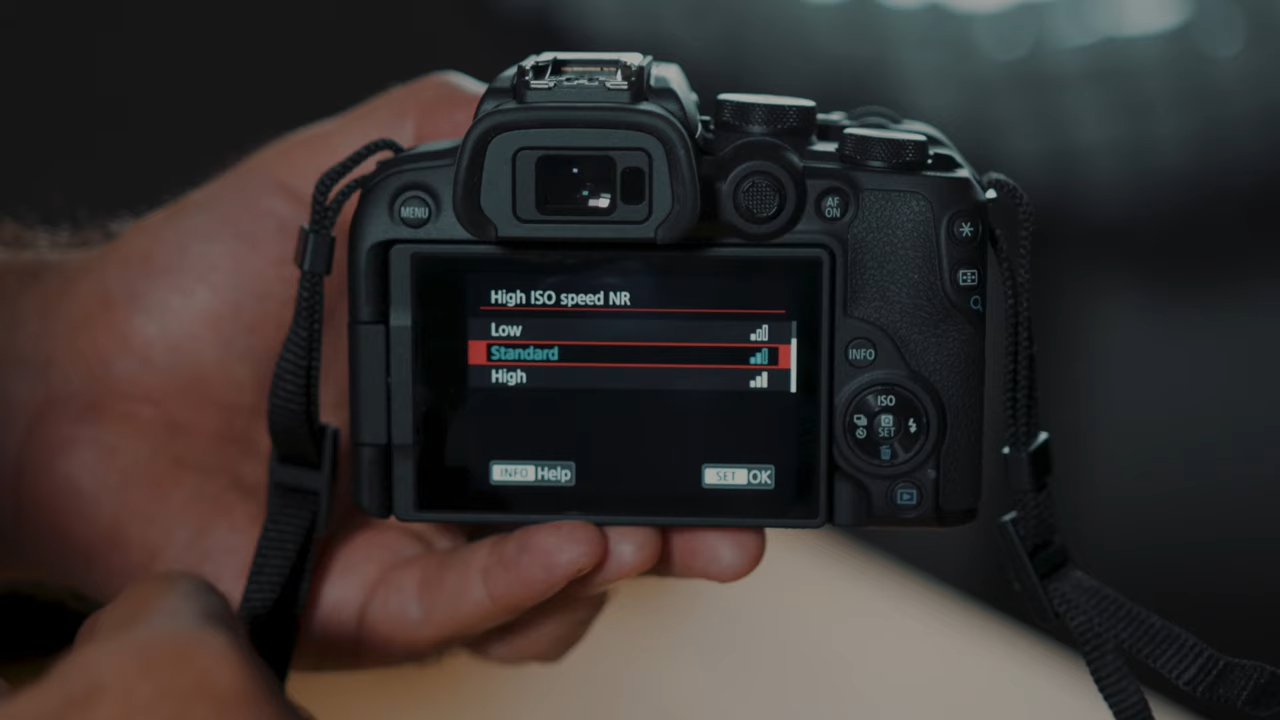 MENU
AF
ON
High ISO speed NR
Low
Standard
High
INFO Help
SET OK
INFO
ISO
SET